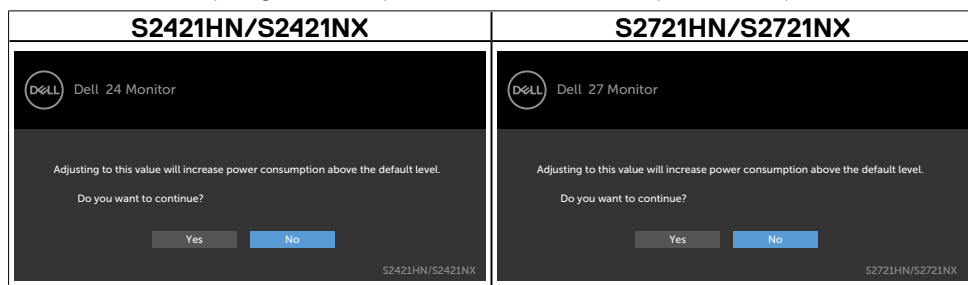 S2421HN/S2421NX
S2721HN/S2721NX
DELL
Dell 24 Monitor
Adjusting to this value will increase power consumption above the default level.
Do you want to continue?
Yes
No
S2421HN/S2421NX
DELL
Dell 27 Monitor
Adjusting to this value will increase power consumption above the default level.
Do you want to continue?
Yes
No
S2721HN/S2721NX